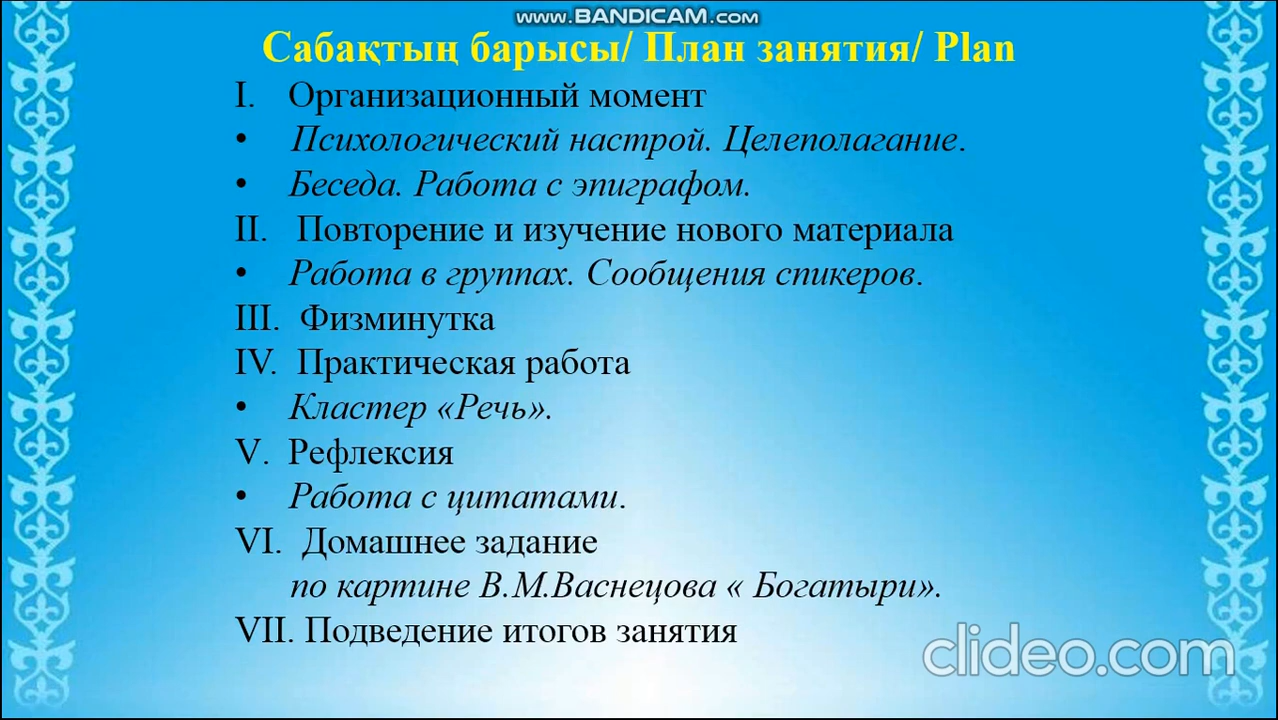 www.BANDICAM.com
Сабақтың барысы/ План занятия/ Plan
I. Организационный момент
• Психологический настрой. Целеполагание.
• Беседа. Работа с эпиграфом.
II. Повторение и изучение нового материала
• Работа в группах. Сообщения спикеров.
III. Физминутка
IV. Практическая работа
• Кластер «Речь».
V. Рефлексия
• Работа с цитатами.
VI. Домашнее задание
по картине В.М.Васнецова « Богатыри».
VII. Подведение итогов занятия
clideo.com